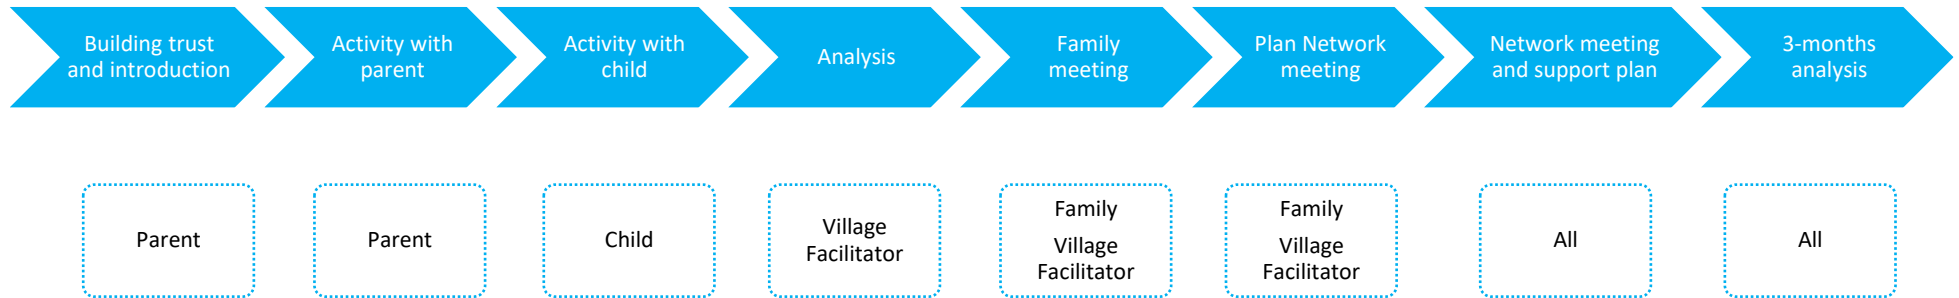 Building trust
and introduction
Activity with
parent
Activity with
child
Analysis
Family
meeting
Plan Network
meeting
Network meeting
and support plan
3-months
analysis
Parent
Parent
Child
Village
Facilitator
Family
Village
Facilitator
Family
Village
Facilitator
All
All